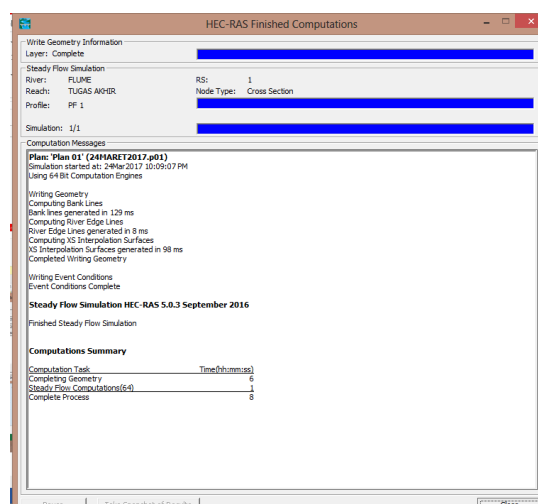 HEC-RAS Finished Computations
Write Geometry Information
Layer: Complete
Steady Flow Simulation
River: FLUME RS: 1
Reach: TUGAS AKHIR Node Type: Cross Section
Profile: PF 1
Simulation: 1/1
Computation Messages
Plan: 'Plan 01' (24MARET2017.p01)
Simulation started at: 24Mar2017 10:09:07 PM
Using 64 Bit Computation Engines
Writing Geometry
Computing Bank Lines
Bank lines generated in 129 ms
Computing River Edge Lines
River Edge Lines generated in 8 ms
Computing XS Interpolation Surfaces
XS Interpolation Surfaces generated in 98 ms
Completed Writing Geometry
Writing Event Conditions
Event Conditions Complete
Steady Flow Simulation HEC-RAS 5.0.3 September 2016
Finished Steady Flow Simulation
Computations Summary
Computation Task Time(hh:mm:ss)
Completing Geometry 6
Steady Flow Computations(64) 1
Complete Process 8
Pause Take Snapshot of Results Close